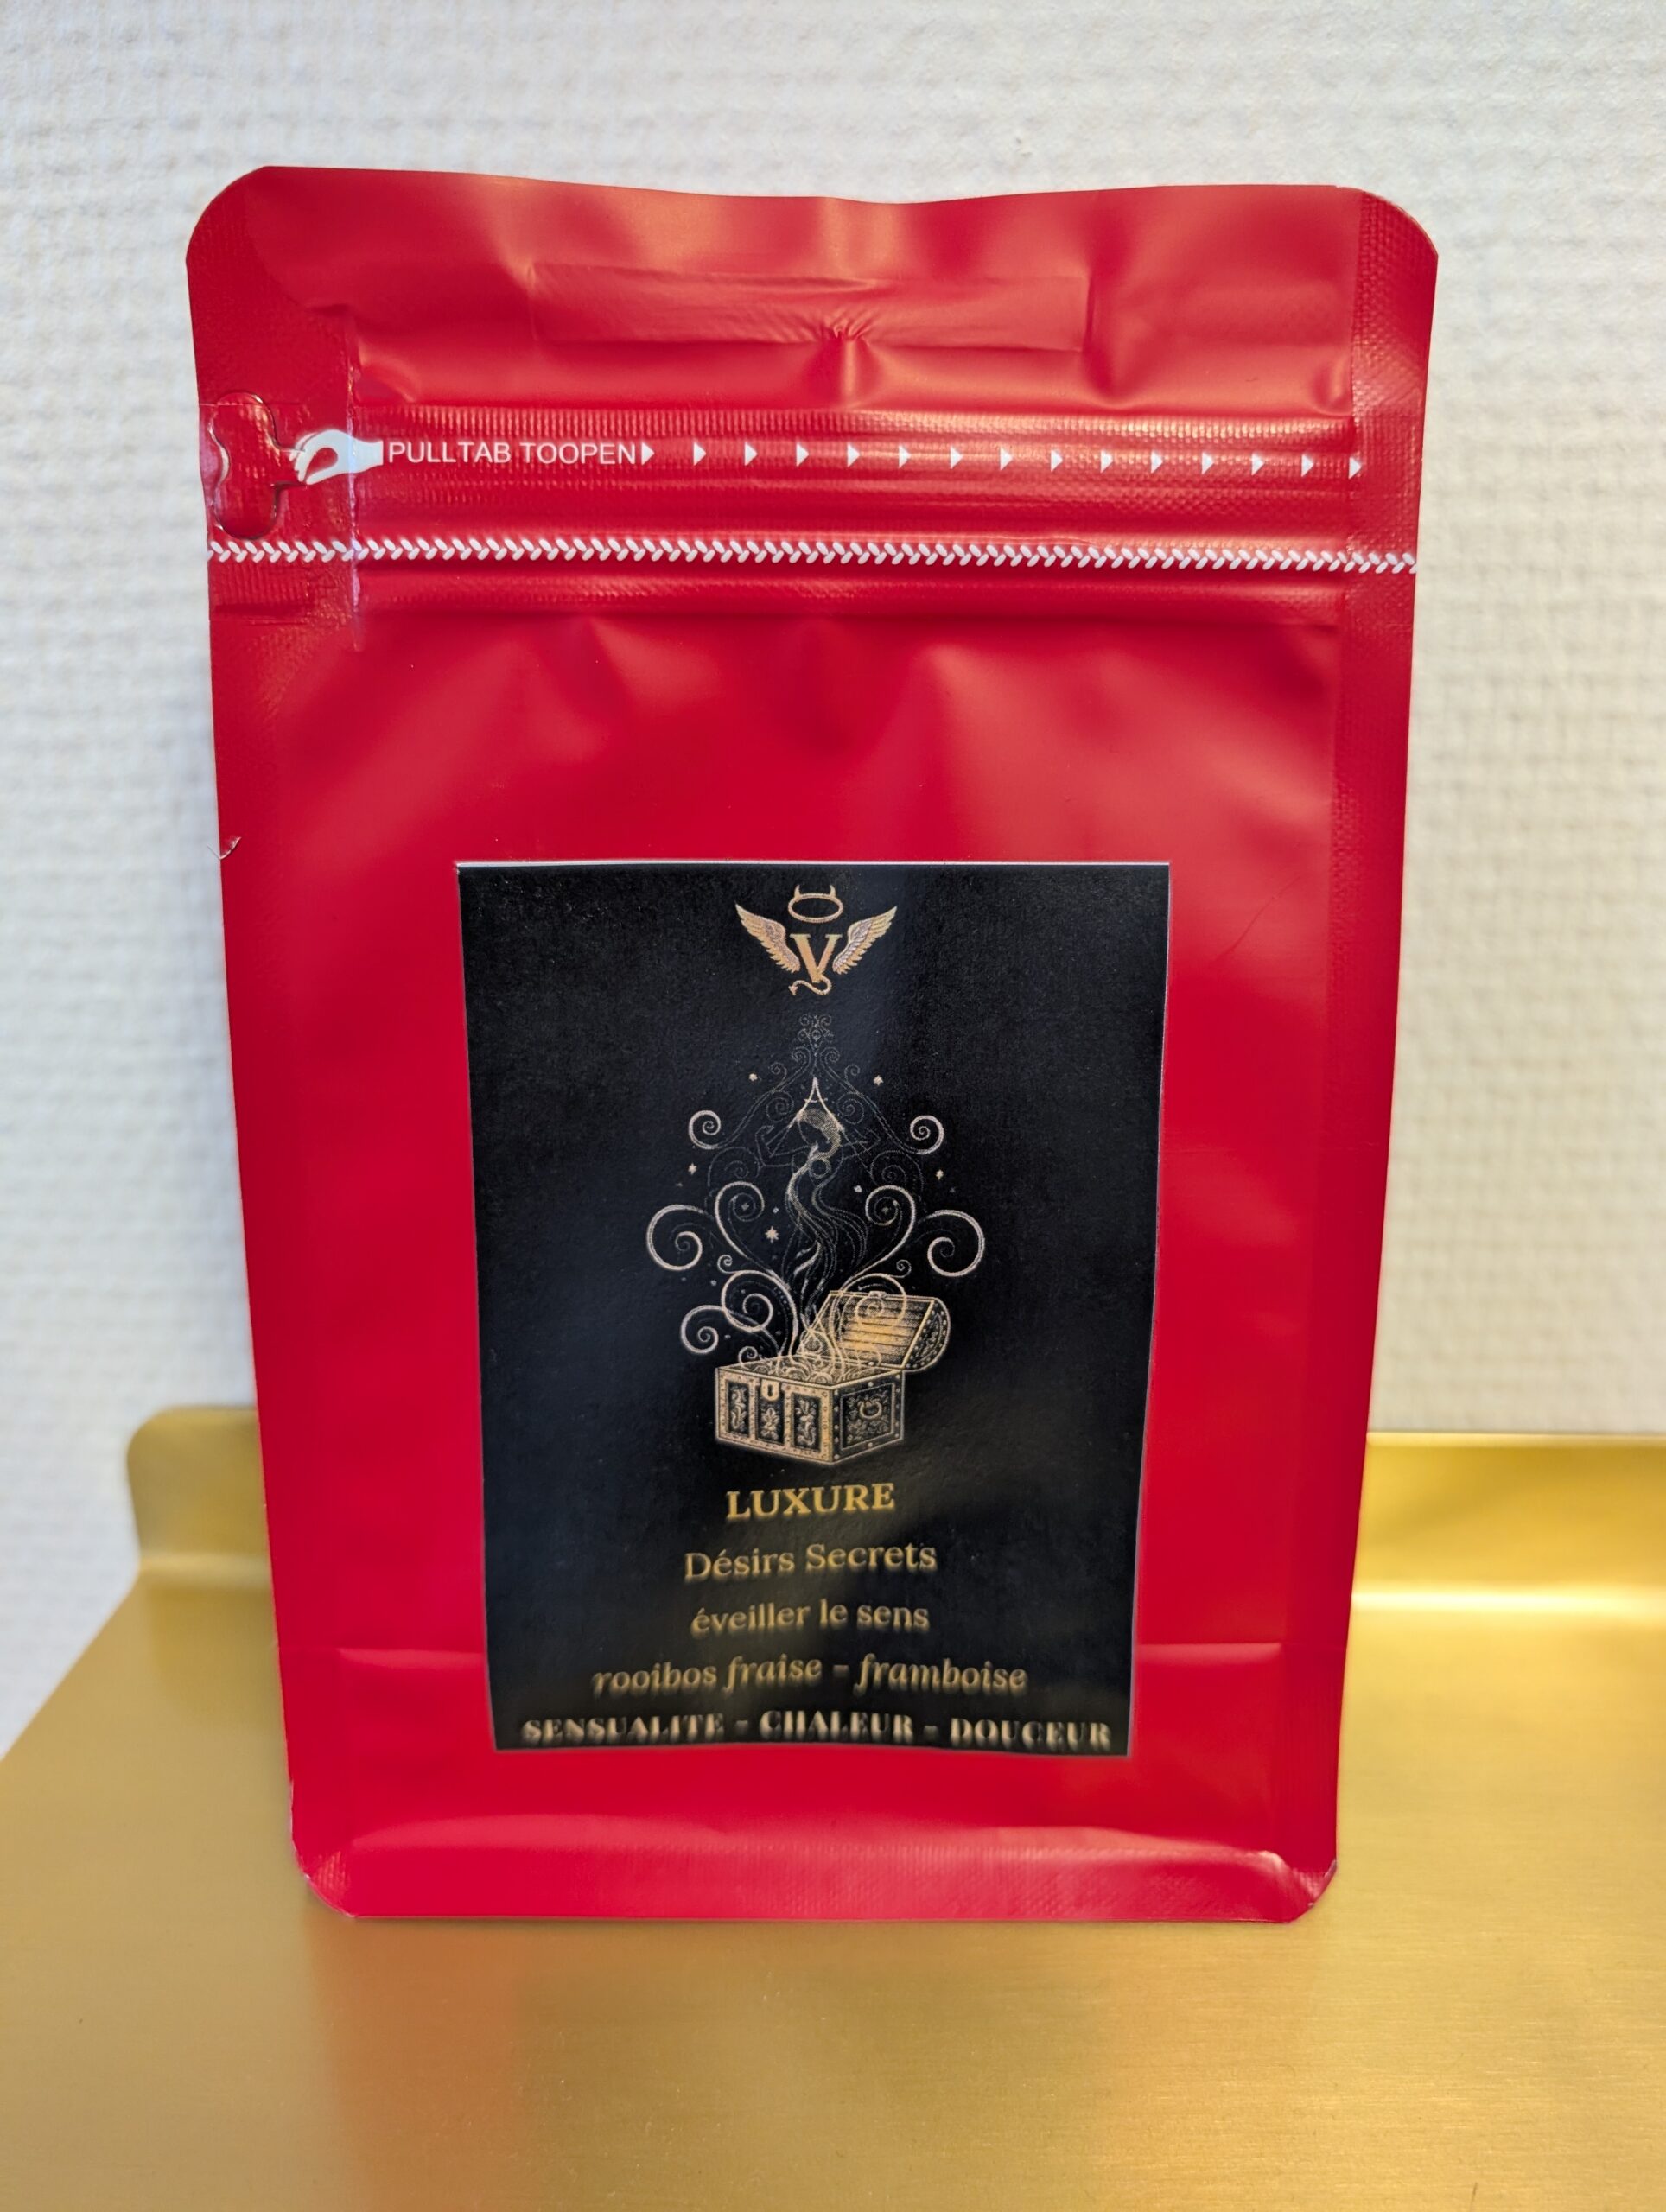 PULLTAB TOOPEN
V
LUXURE
Désirs Secrets
éveiller le sens
rooibos fraise - framboise
SENSUALITE - CHALEUR - DOUCEUR